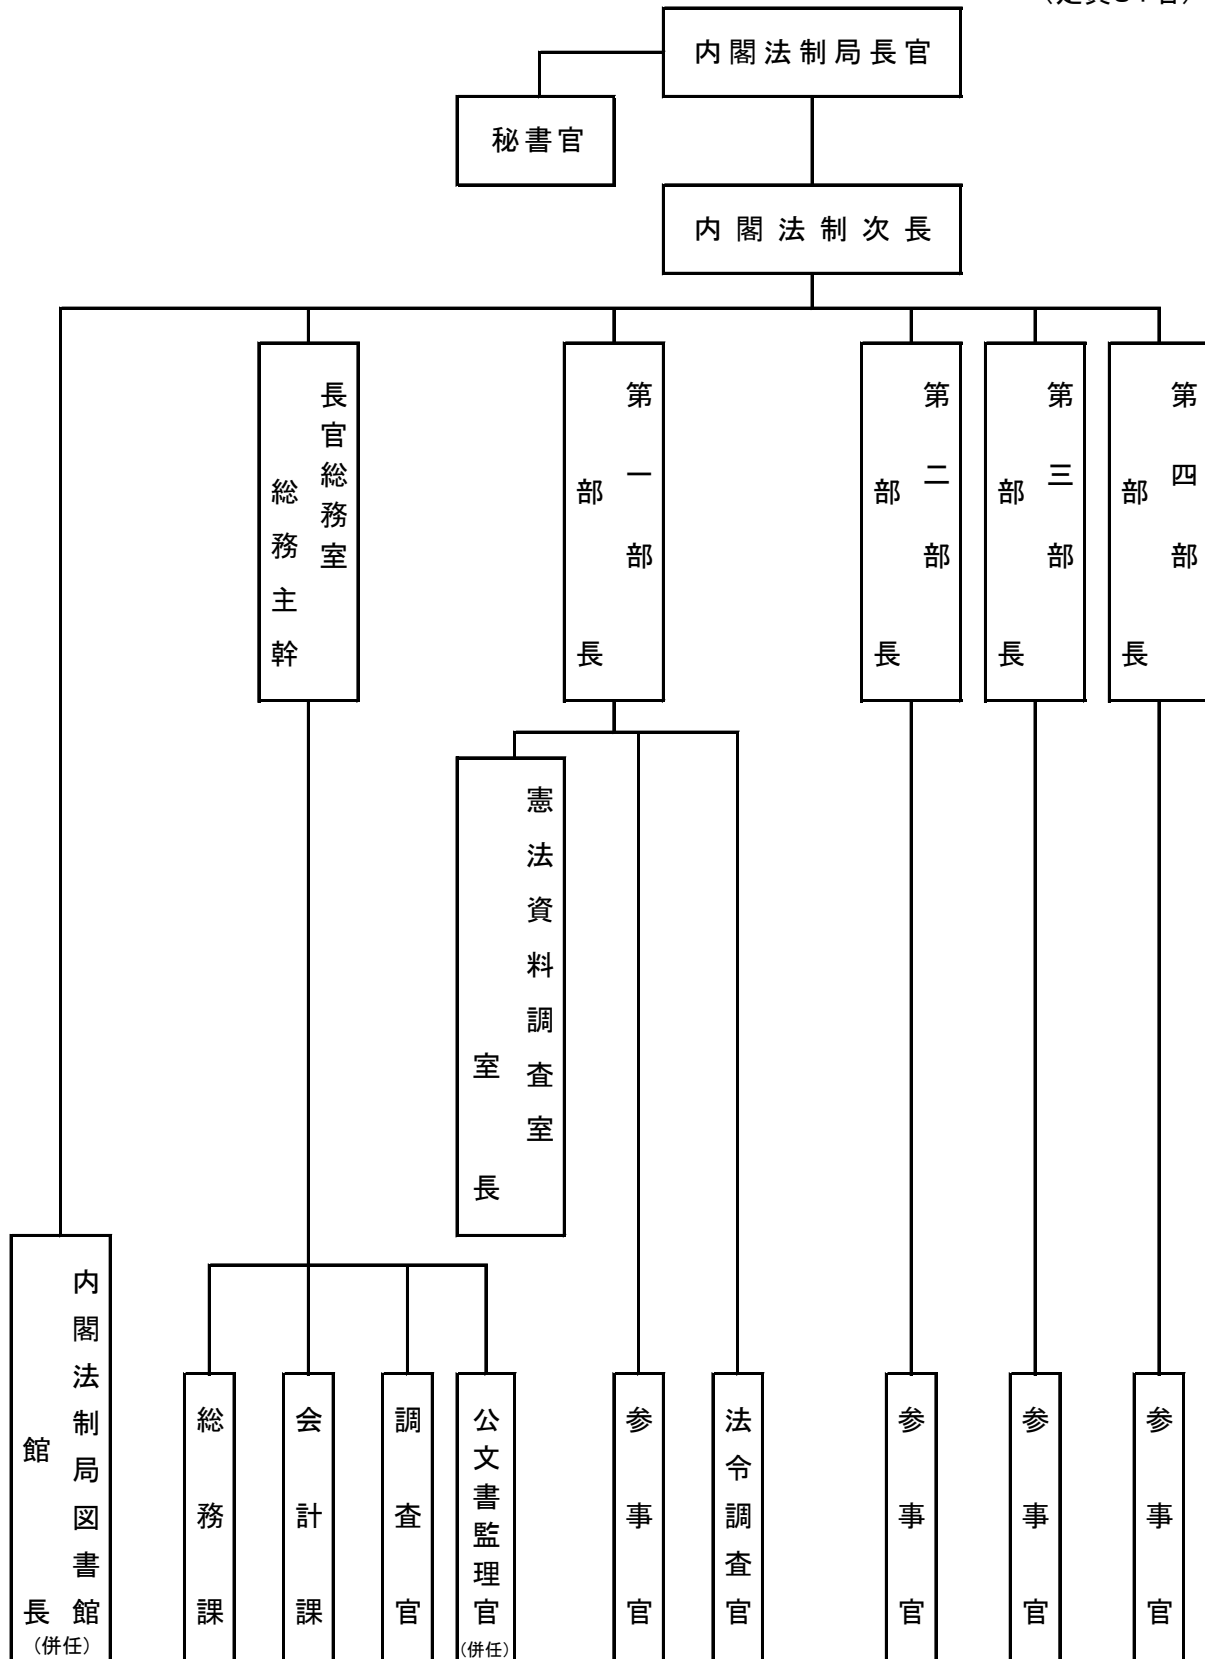 内閣法制局長官
秘書官
内閣法制次長
長官総務室
総務主幹
第一部
部長
第二部
部長
第三部
部長
第四部
部長
憲法資料調査室
室長
内閣法制局図書館
館長
（併任）
総務課
会計課
調査官
公文書監理官
（併任）
参事官
法令調査官
参事官
参事官
参事官